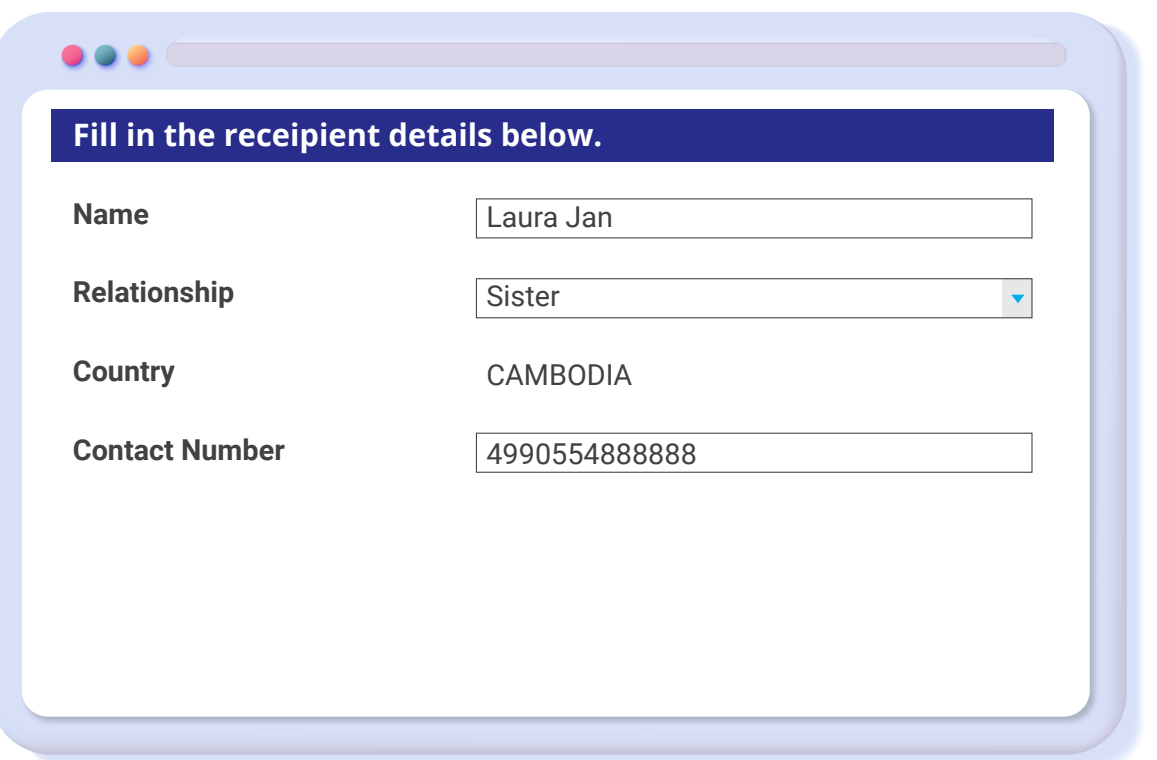 Fill in the receipient details below.
Name Laura Jan
Relationship Sister
Country CAMBODIA
Contact Number 4990554888888